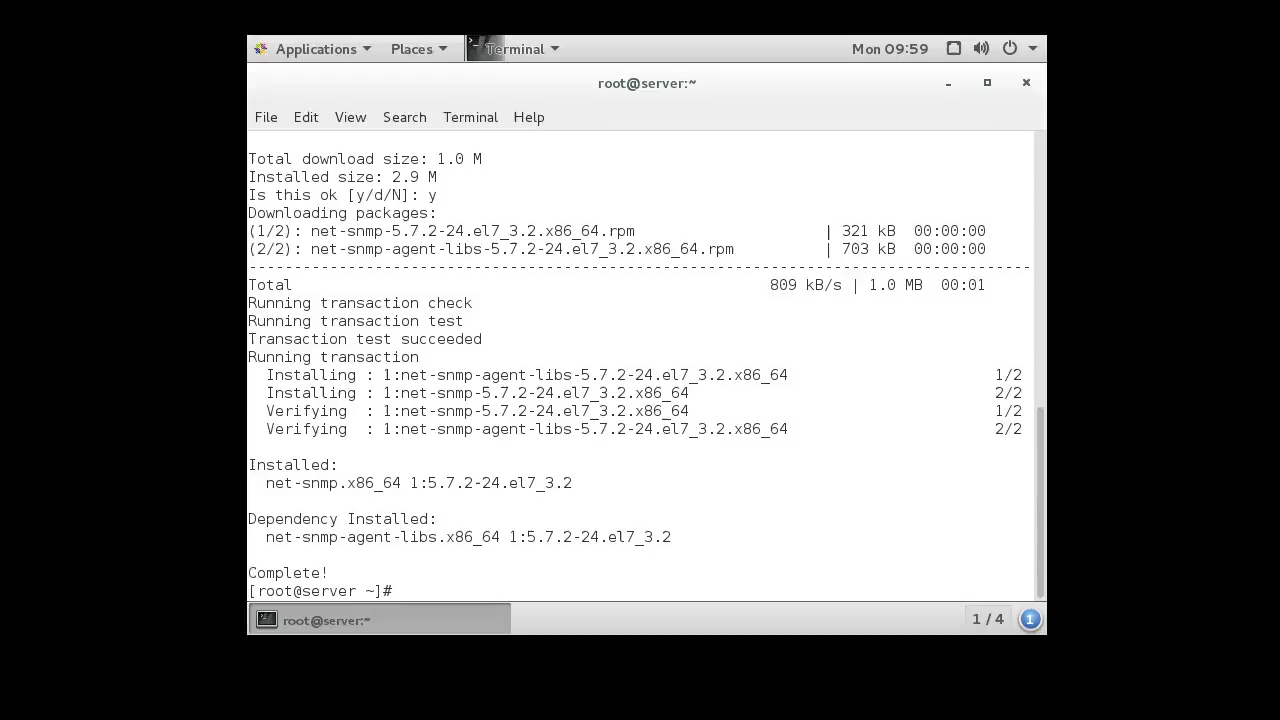 Applications Places Terminal Mon 09:59
root@server:~
File Edit View Search Terminal Help
Total download size: 1.0 M
Installed size: 2.9 M
Is this ok [y/d/N]: y
Downloading packages:
(1/2): net-snmp-5.7.2-24.el7_3.2.x86_64.rpm | 321 kB 00:00:00
(2/2): net-snmp-agent-libs-5.7.2-24.el7_3.2.x86_64.rpm | 703 kB 00:00:00
--------------------------------------------------------------------------------
Total 809 kB/s | 1.0 MB 00:01
Running transaction check
Running transaction test
Transaction test succeeded
Running transaction
Installing : 1:net-snmp-agent-libs-5.7.2-24.el7_3.2.x86_64 1/2
Installing : 1:net-snmp-5.7.2-24.el7_3.2.x86_64 2/2
Verifying : 1:net-snmp-5.7.2-24.el7_3.2.x86_64 1/2
Verifying : 1:net-snmp-agent-libs-5.7.2-24.el7_3.2.x86_64 2/2
Installed:
net-snmp.x86_64 1:5.7.2-24.el7_3.2
Dependency Installed:
net-snmp-agent-libs.x86_64 1:5.7.2-24.el7_3.2
Complete!
[root@server ~]#
root@server:~ 1 / 4 1